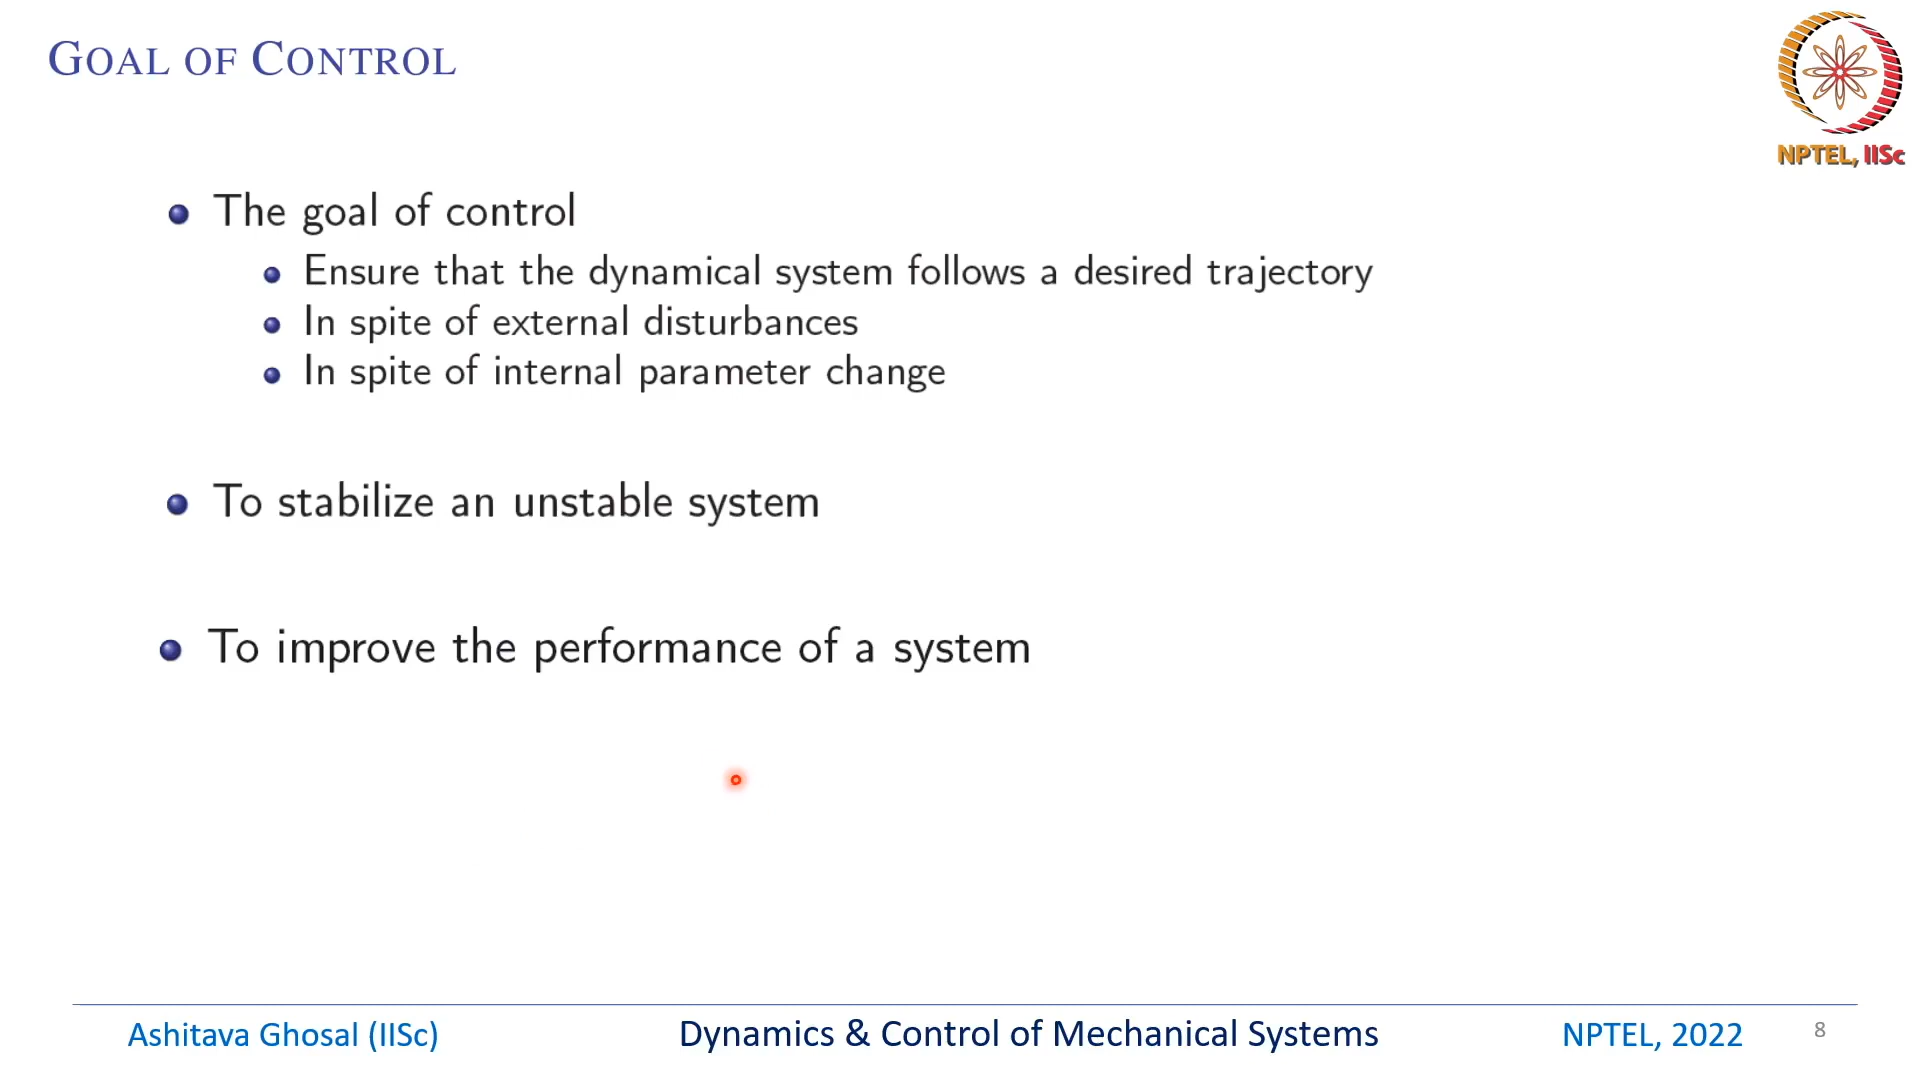 GOAL OF CONTROL
NPTEL, IISc
The goal of control
Ensure that the dynamical system follows a desired trajectory
In spite of external disturbances
In spite of internal parameter change
To stabilize an unstable system
To improve the performance of a system
Ashitava Ghosal (IISc) Dynamics & Control of Mechanical Systems NPTEL, 2022 8